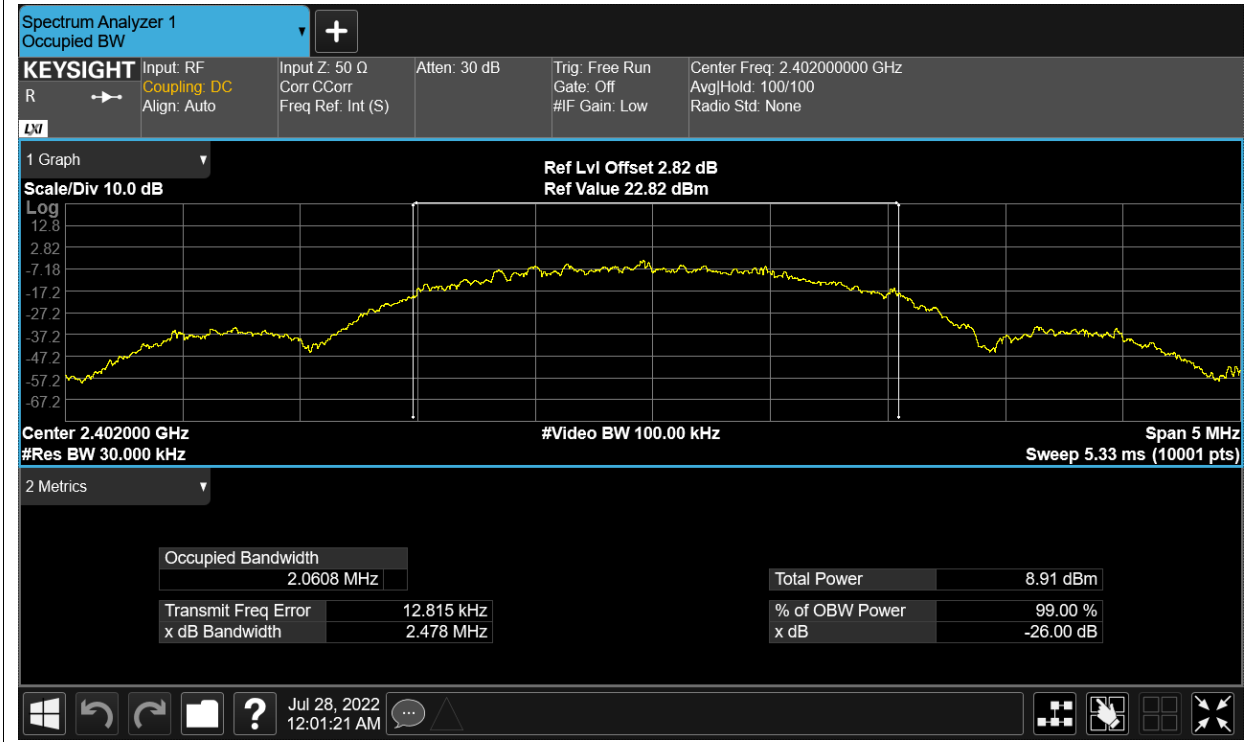 Spectrum Analyzer 1
Occupied BW
KEYSIGHT
R
LXI
Input: RF
Coupling: DC
Align: Auto
Input Z: 50 Ω
Corr CCorr
Freq Ref: Int (S)
Atten: 30 dB
Trig: Free Run
Gate: Off
#IF Gain: Low
Center Freq: 2.402000000 GHz
Avg|Hold: 100/100
Radio Std: None
1 Graph
Scale/Div 10.0 dB
Ref Lvl Offset 2.82 dB
Ref Value 22.82 dBm
Log
12.8
2.82
-7.18
-17.2
-27.2
-37.2
-47.2
-57.2
-67.2
Center 2.402000 GHz
#Video BW 100.00 kHz
Span 5 MHz
#Res BW 30.000 kHz
Sweep 5.33 ms (10001 pts)
2 Metrics
Occupied Bandwidth
2.0608 MHz
Total Power 8.91 dBm
Transmit Freq Error 12.815 kHz
% of OBW Power 99.00 %
x dB Bandwidth 2.478 MHz
x dB -26.00 dB
?
Jul 28, 2022
12:01:21 AM